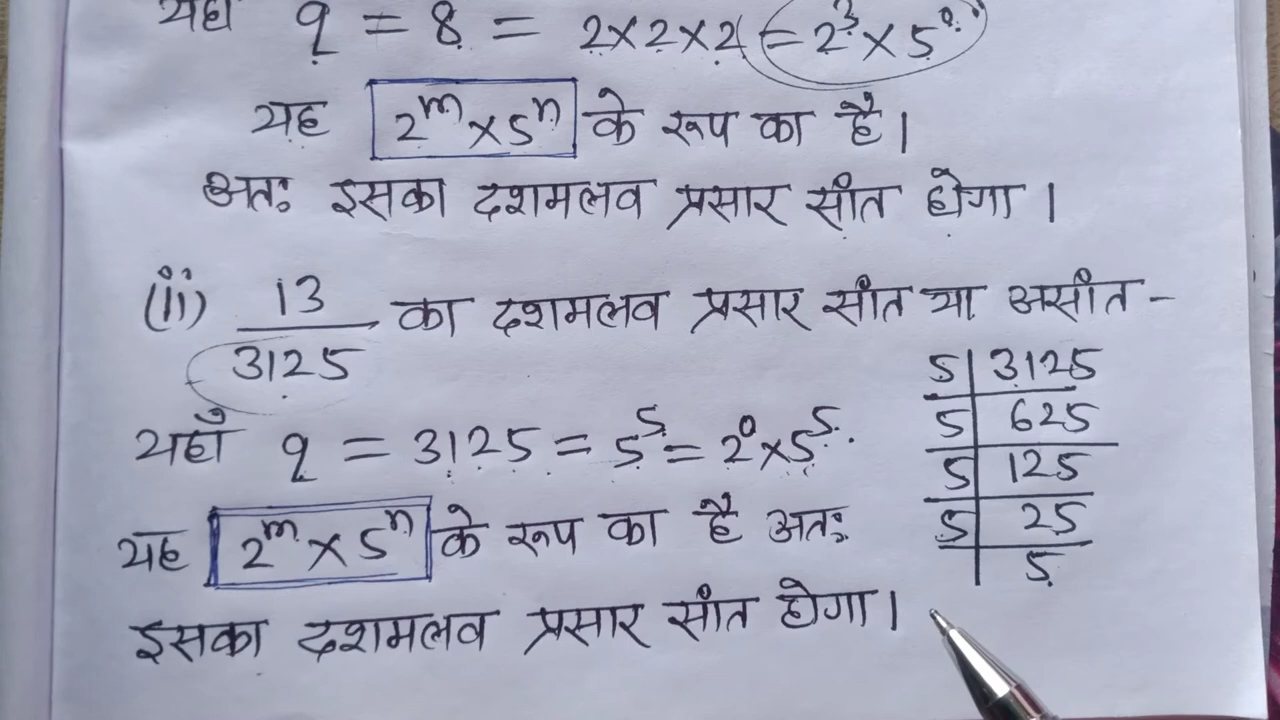 यहाँ q = 8 = 2×2×2 = 2³ × 5⁰
यह 2ᵐ × 5ⁿ के रूप का है।
अतः इसका दशमलव प्रसार सांत होगा।
(ii) 13/3125 का दशमलव प्रसार सांत या असांत -
यहाँ q = 3125 = 5⁵ = 2⁰ × 5⁵.
यह 2ᵐ × 5ⁿ के रूप का है अतः
इसका दशमलव प्रसार सांत होगा।
5 | 3125
5 | 625
5 | 125
5 | 25
| 5